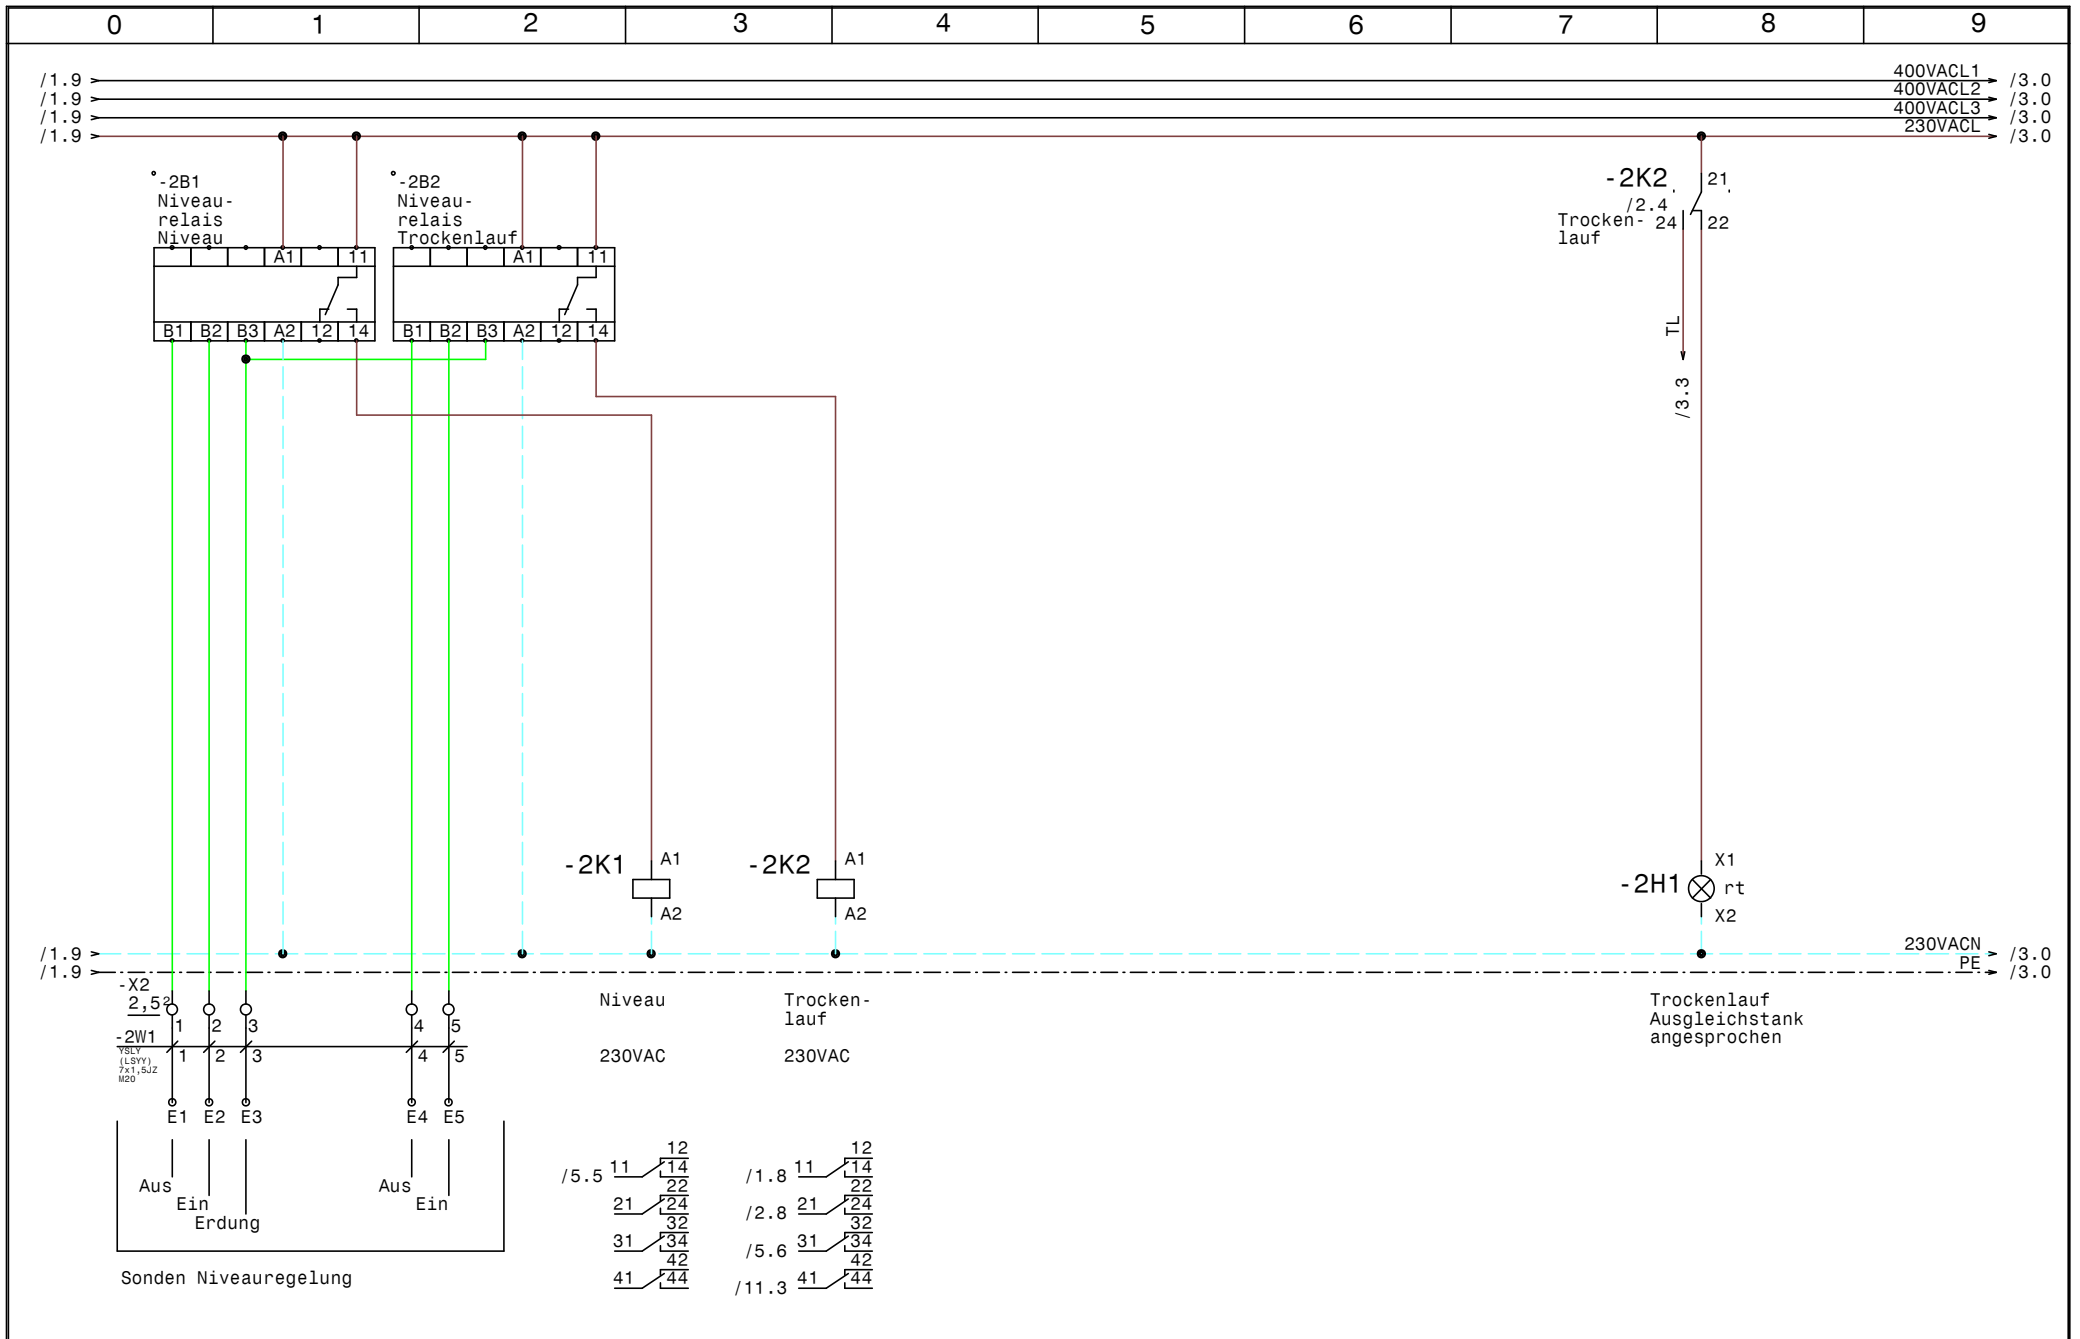 0 1 2 3 4 5 6 7 8 9
/1.9 400VACL1 /3.0
/1.9 400VACL2 /3.0
/1.9 400VACL3 /3.0
/1.9 230VACL /3.0
-2B1
Niveau-
relais
Niveau
A1 11
B1 B2 B3 A2 12 14
-2B2
Niveau-
relais
Trockenlauf
A1 11
B1 B2 B3 A2 12 14
-2K2 21
/2.4
Trocken- 24 22
lauf
TL
/3.3
-2K1 A1
A2
-2K2 A1
A2
-2H1 X1
rt
X2
/1.9 230VACN /3.0
/1.9 PE /3.0
-X2
2,5²
1 2 3 4 5
-2W1
YSLY
(LSYY)
7x1,5JZ
M20
1 2 3 4 5
E1 E2 E3 E4 E5
Aus
Ein
Erdung
Aus
Ein
Sonden Niveauregelung
Niveau
230VAC
Trocken-
lauf
230VAC
Trockenlauf
Ausgleichstank
angesprochen
12
/5.5 11 14
22
21 24
32
31 34
42
41 44
12
/1.8 11 14
22
/2.8 21 24
32
/5.6 31 34
42
/11.3 41 44